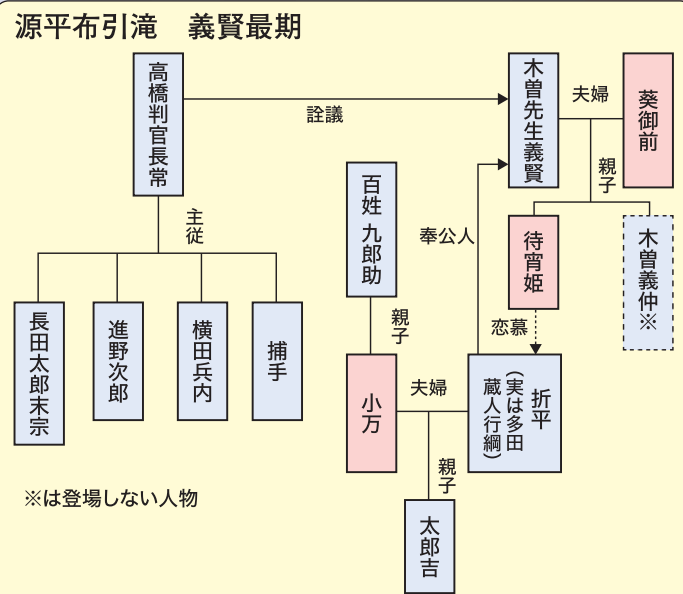 源平布引滝　義賢最期
高橋判官長常
詮議
木曽先生義賢
夫婦
葵御前
親子
主従
百姓 九郎助
奉公人
待宵姫
木曽義仲※
恋慕
長田太郎末宗
進野次郎
横田兵内
捕手
親子
小万
夫婦
折平
(実は多田
蔵人行綱)
親子
太郎吉
※は登場しない人物